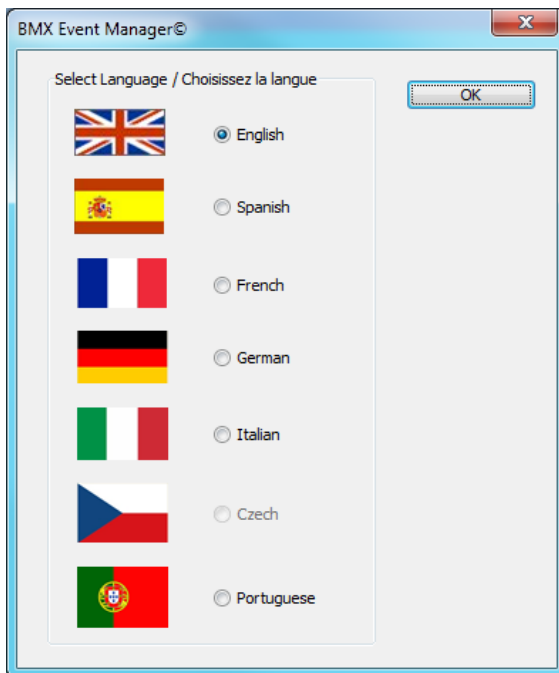 BMX Event Manager©
Select Language / Choisissez la langue
OK
English
Spanish
French
German
Italian
Czech
Portuguese